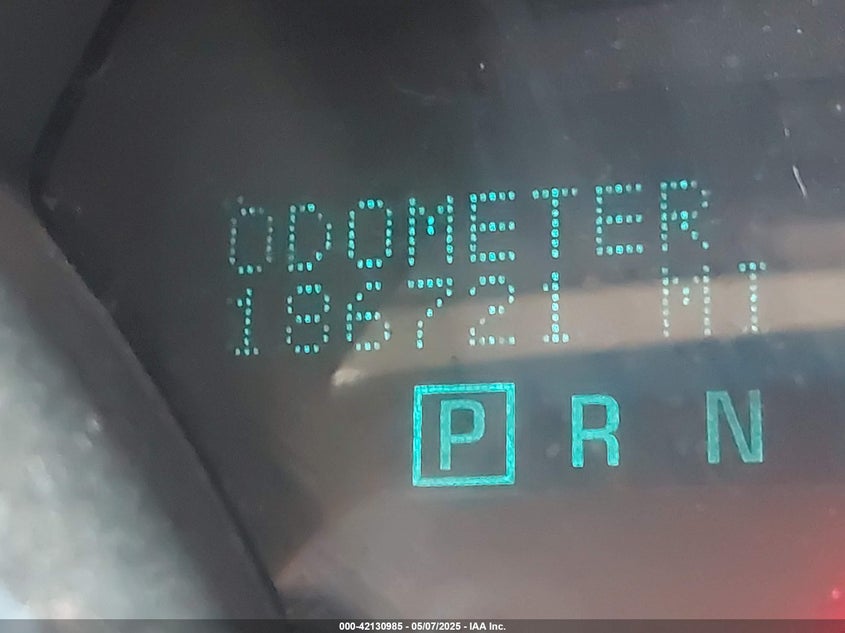 ODOMETER
186721 MI
P R N
000-42130985 - 05/07/2025 - IAA Inc.